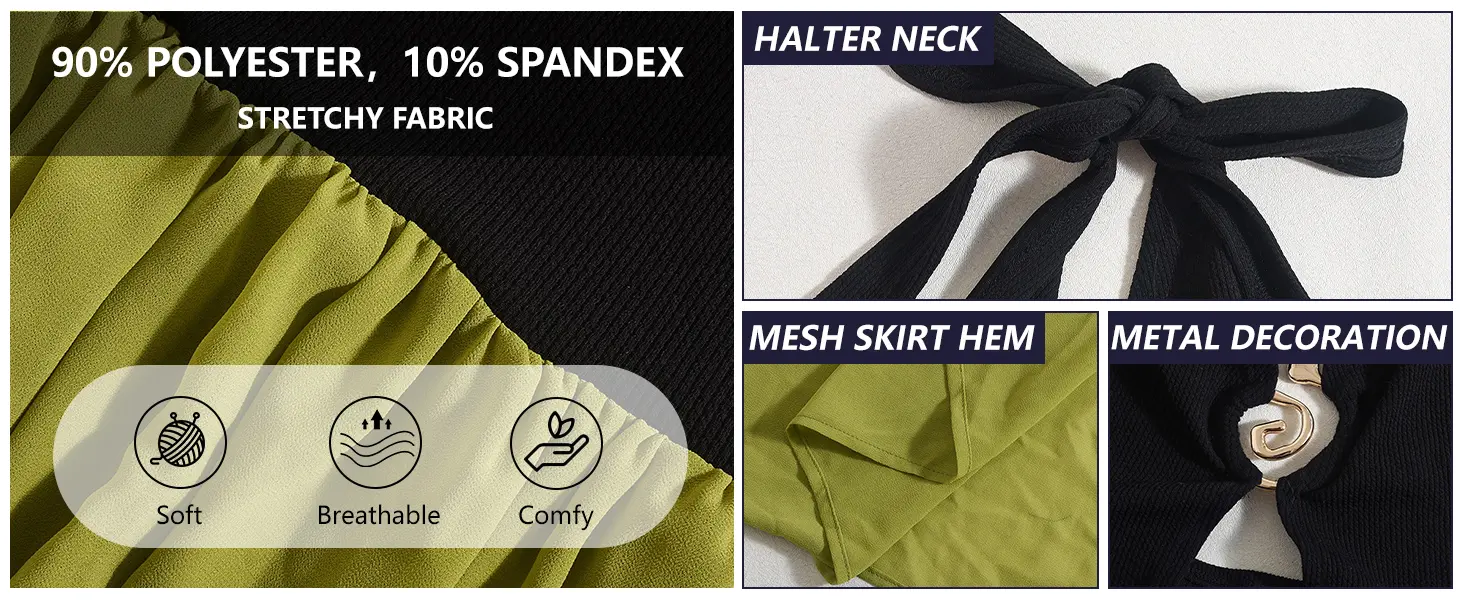 90% POLYESTER，10% SPANDEX
STRETCHY FABRIC
Soft
Breathable
Comfy
HALTER NECK
MESH SKIRT HEM
METAL DECORATION